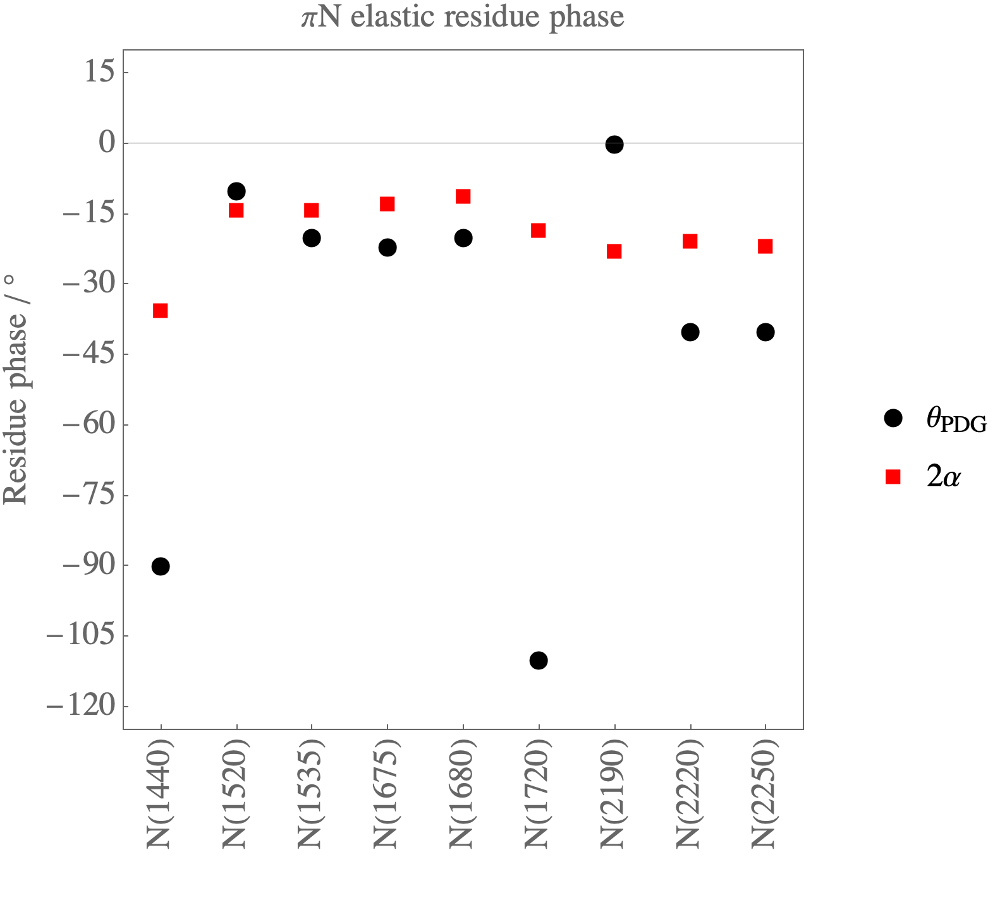 πN elastic residue phase
Residue phase / °
15
0
−15
−30
−45
−60
−75
−90
−105
−120
N(1440)
N(1520)
N(1535)
N(1675)
N(1680)
N(1720)
N(2190)
N(2220)
N(2250)
θPDG
2α